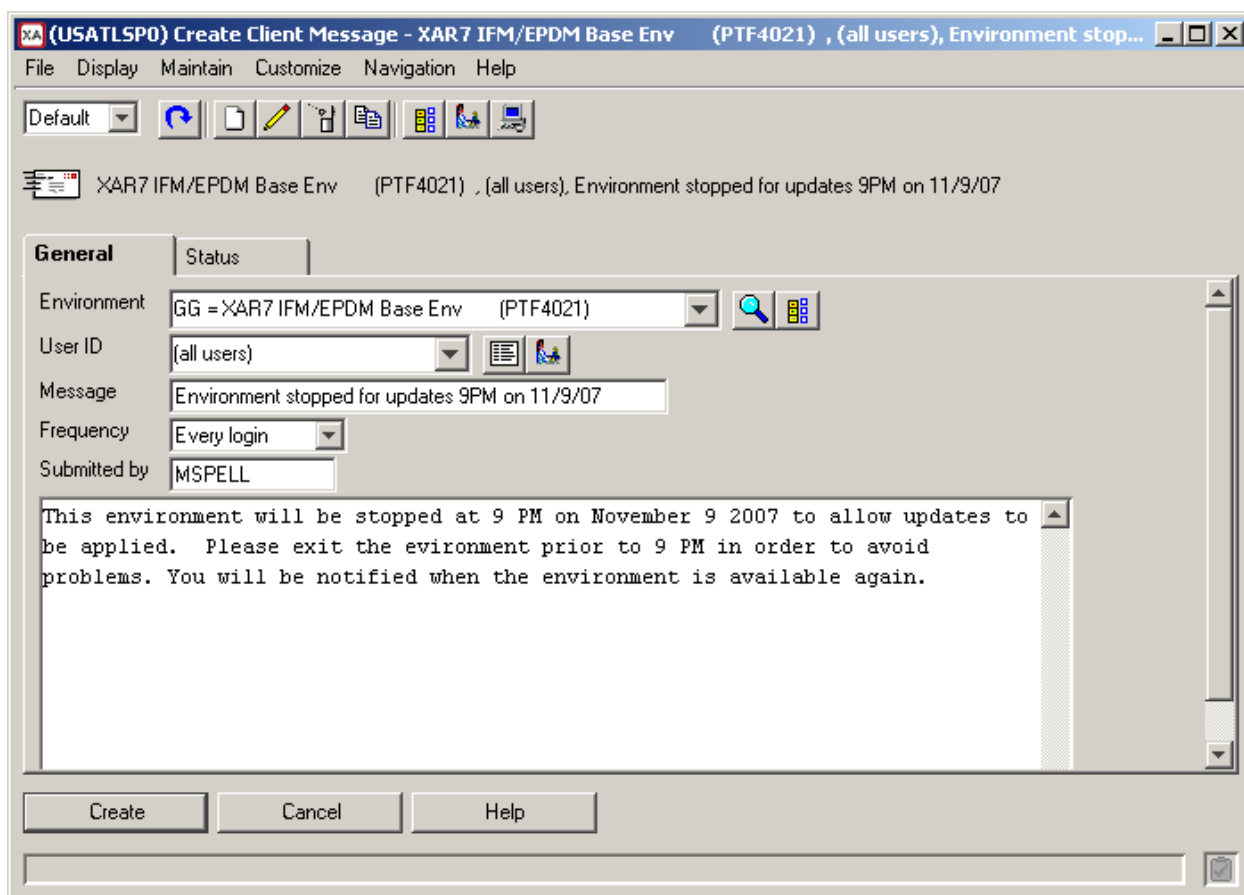 XA (USATLSP0) Create Client Message - XAR7 IFM/EPDM Base Env (PTF4021) , (all users), Environment stop...
File Display Maintain Customize Navigation Help
Default
XAR7 IFM/EPDM Base Env (PTF4021) , (all users), Environment stopped for updates 9PM on 11/9/07
General Status
Environment GG = XAR7 IFM/EPDM Base Env (PTF4021)
User ID (all users)
Message Environment stopped for updates 9PM on 11/9/07
Frequency Every login
Submitted by MSPELL
This environment will be stopped at 9 PM on November 9 2007 to allow updates to
be applied. Please exit the evironment prior to 9 PM in order to avoid
problems. You will be notified when the environment is available again.
Create Cancel Help